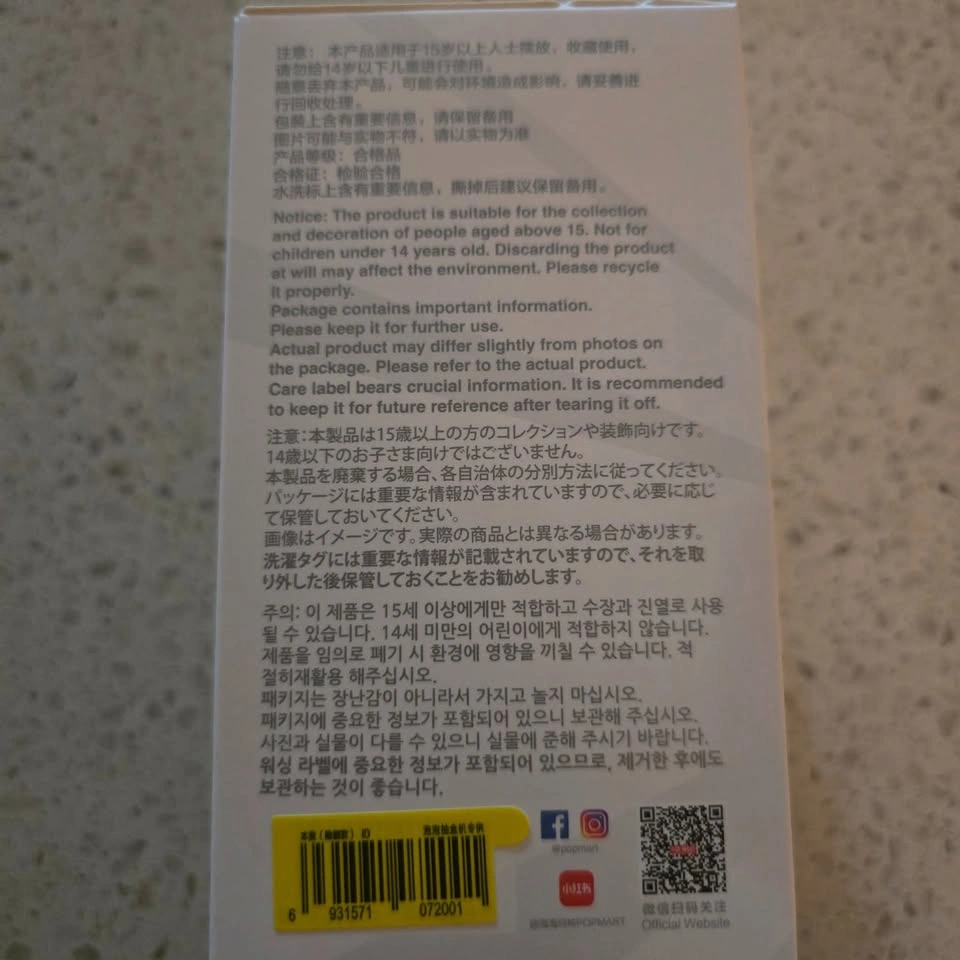 注意： 本产品适用于15岁以上人士摆放，收藏使用，
请勿给14岁以下儿童进行使用。
随意丢弃本产品，可能会对环境造成影响，请妥善进
行回收处理。
包装上含有重要信息，请保留备用
图片可能与实物不符，请以实物为准
产品等级：合格品
合格证：检验合格
水洗标上含有重要信息，撕掉后建议保留备用。
Notice: The product is suitable for the collection
and decoration of people aged above 15. Not for
children under 14 years old. Discarding the product
at will may affect the environment. Please recycle
it properly.
Package contains important information.
Please keep it for further use.
Actual product may differ slightly from photos on
the package. Please refer to the actual product.
Care label bears crucial information. It is recommended
to keep it for future reference after tearing it off.
注意：本製品は15歳以上の方のコレクションや装飾向けです。
14歳以下のお子さま向けではございません。
本製品を廃棄する場合、各自治体の分別方法に従ってください。
パッケージには重要な情報が含まれていますので、必要に応じ
て保管しておいてください。
画像はイメージです。実際の商品とは異なる場合があります。
洗濯タグには重要な情報が記載されていますので、それを取
り外した後保管しておくことをお勧めします。
주의: 이 제품은 15세 이상에게만 적합하고 수장과 진열로 사용
될 수 있습니다. 14세 미만의 어린이에게 적합하지 않습니다.
제품을 임의로 폐기 시 환경에 영향을 끼칠 수 있습니다. 적
절히재활용 해주십시오.
패키지는 장난감이 아니라서 가지고 놀지 마십시오.
패키지에 중요한 정보가 포함되어 있으니 보관해 주십시오.
사진과 실물이 다를 수 있으니 실물에 준해 주시기 바랍니다.
워싱 라벨에 중요한 정보가 포함되어 있으므로, 제거한 후에도
보관하는 것이 좋습니다.
6 931571 072001
@popmart
小红书
POPMART
微信扫码关注
Official Website